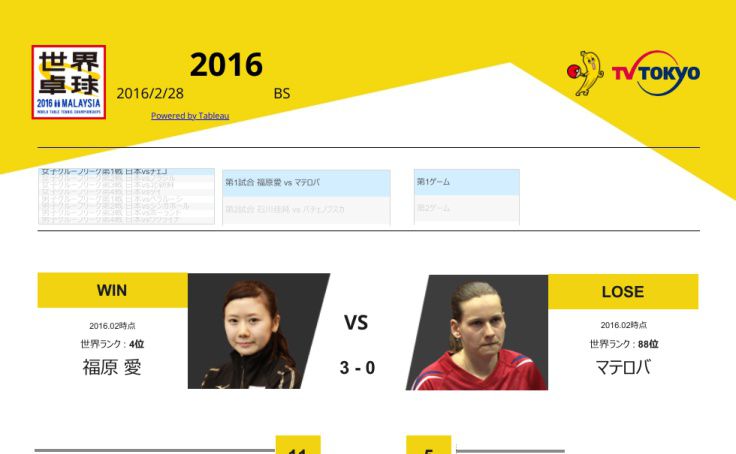 世界
卓球
2016 MALAYSIA
WORLD TABLE TENNIS CHAMPIONSHIPS
2016
2016/2/28 BS
Powered by Tableau
TV TOKYO
女子グループリーグ第1戦 日本vsチェコ
第1試合 福原愛 vs マテロバ
第2試合 石川佳純 vs パチェノブスカ
第1ゲーム
第2ゲーム
WIN
2016.02時点
世界ランク : 4位
福原 愛
VS
3 - 0
LOSE
2016.02時点
世界ランク : 88位
マテロバ
11
5